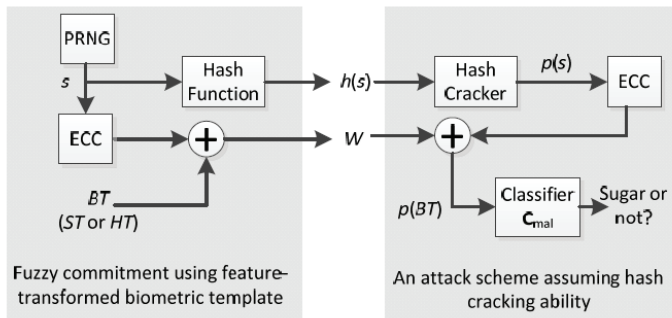 PRNG
s
Hash
Function
h(s)
Hash
Cracker
p(s)
ECC
ECC
+
W
+
BT
(ST or HT)
p(BT)
Classifier
C_mal
Sugar or
not?
Fuzzy commitment using feature-
transformed biometric template
An attack scheme assuming hash
cracking ability